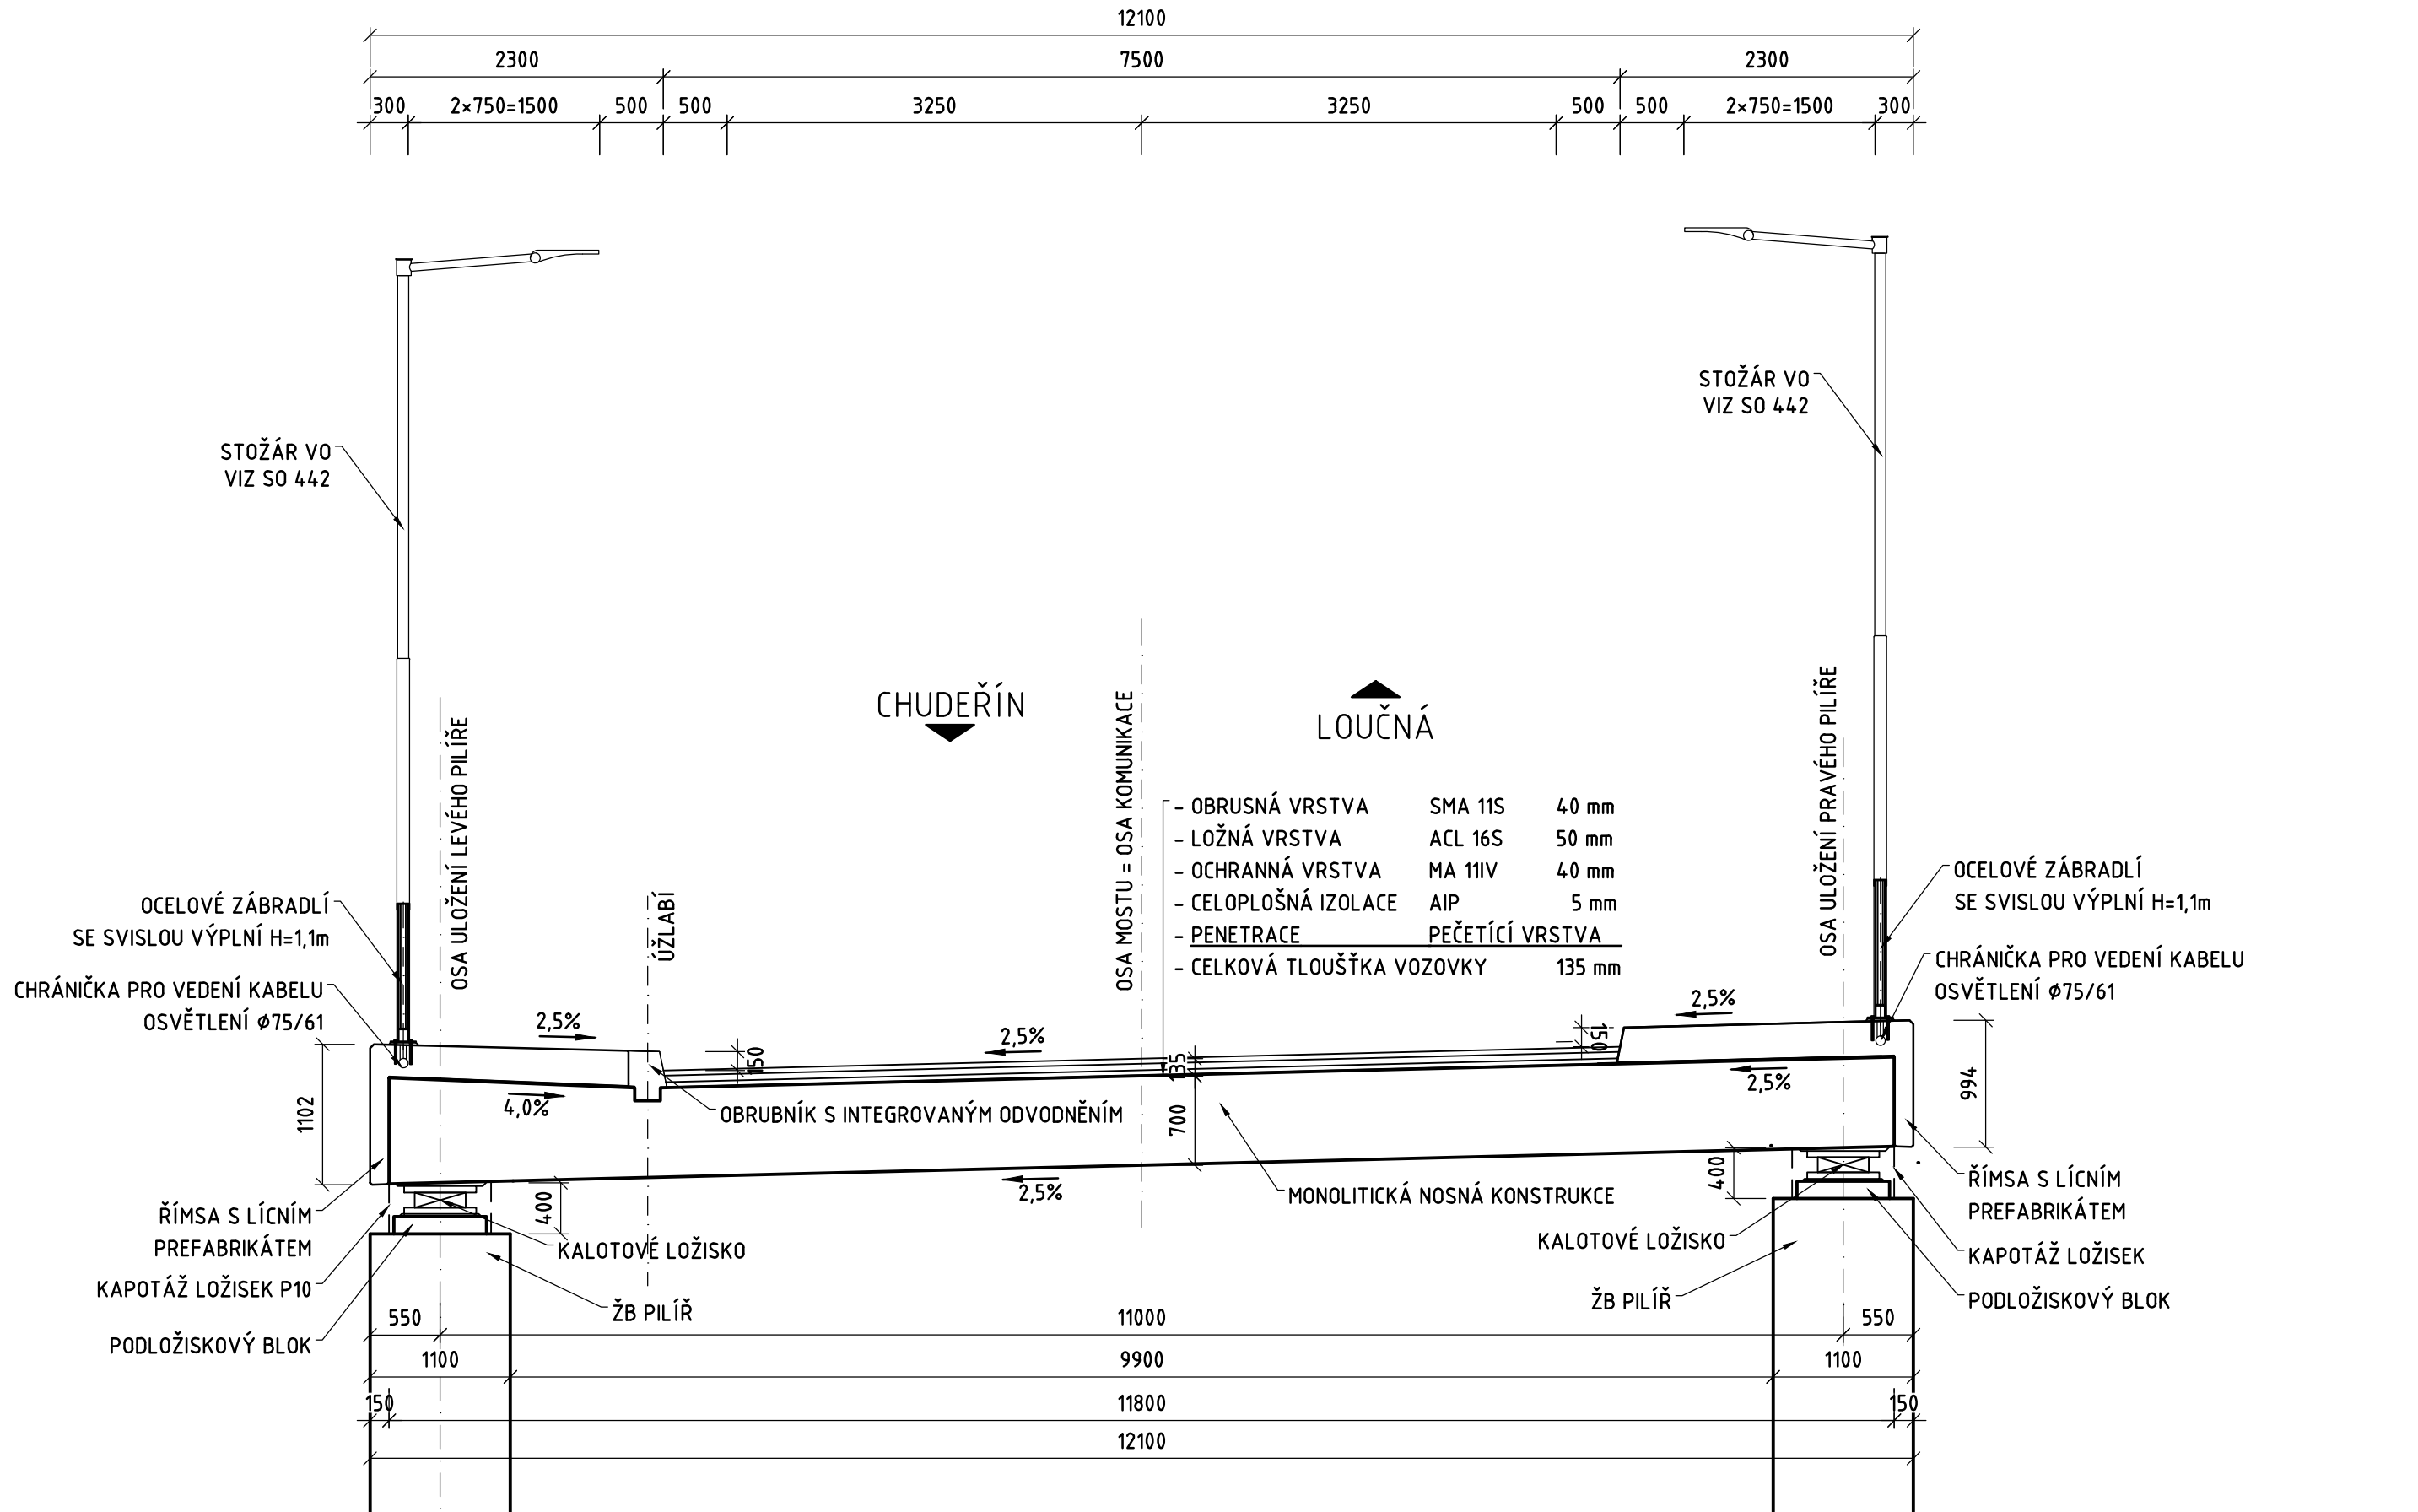 12100
2300 7500 2300
300 2×750=1500 500 500 3250 3250 500 500 2×750=1500 300
STOŽÁR VO
VIZ SO 442
STOŽÁR VO
VIZ SO 442
OSA ULOŽENÍ LEVÉHO PILÍŘE
ÚŽLABÍ
CHUDEŘÍN
OSA MOSTU = OSA KOMUNIKACE
LOUČNÁ
OSA ULOŽENÍ PRAVÉHO PILÍŘE
- OBRUSNÁ VRSTVA SMA 11S 40 mm
- LOŽNÁ VRSTVA ACL 16S 50 mm
- OCHRANNÁ VRSTVA MA 11IV 40 mm
- CELOPLOŠNÁ IZOLACE AIP 5 mm
- PENETRACE PEČETÍCÍ VRSTVA
- CELKOVÁ TLOUŠŤKA VOZOVKY 135 mm
OCELOVÉ ZÁBRADLÍ
SE SVISLOU VÝPLNÍ H=1,1m
CHRÁNIČKA PRO VEDENÍ KABELU
OSVĚTLENÍ Ø75/61
OCELOVÉ ZÁBRADLÍ
SE SVISLOU VÝPLNÍ H=1,1m
CHRÁNIČKA PRO VEDENÍ KABELU
OSVĚTLENÍ Ø75/61
2,5%
2,5%
2,5%
150
135
150
1102
4,0%
OBRUBNÍK S INTEGROVANÝM ODVODNĚNÍM
700
2,5%
994
400
2,5%
400
MONOLITICKÁ NOSNÁ KONSTRUKCE
ŘÍMSA S LÍCNÍM
PREFABRIKÁTEM
KAPOTÁŽ LOŽISEK P10
PODLOŽISKOVÝ BLOK
KALOTOVÉ LOŽISKO
ŽB PILÍŘ
KALOTOVÉ LOŽISKO
ŽB PILÍŘ
ŘÍMSA S LÍCNÍM
PREFABRIKÁTEM
KAPOTÁŽ LOŽISEK
PODLOŽISKOVÝ BLOK
550 11000 550
1100 9900 1100
150 11800 150
12100